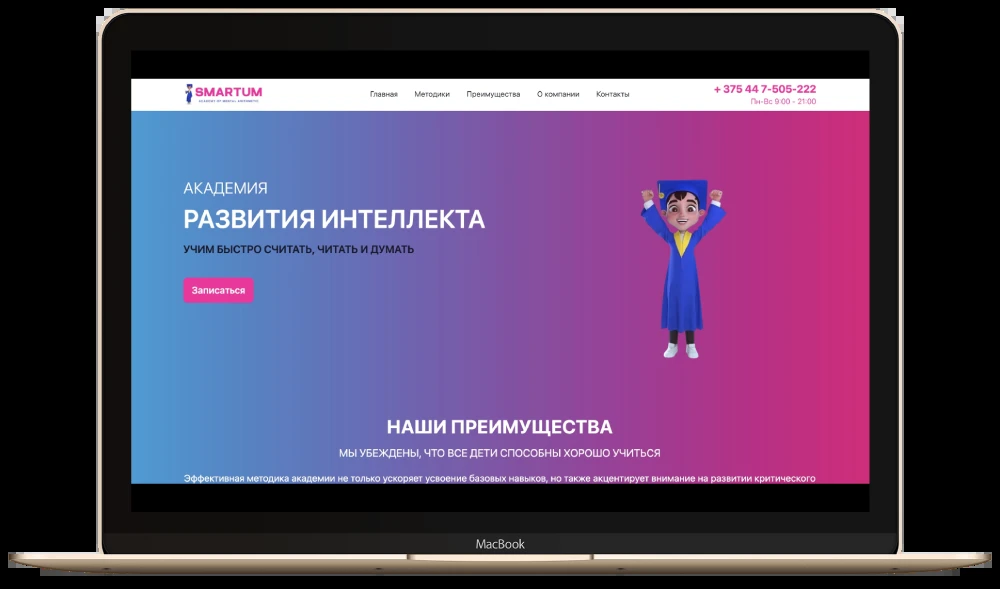 SMARTUM
ACADEMY OF MENTAL ARITHMETIC
Главная Методики Преимущества О компании Контакты
+ 375 44 7-505-222
Пн-Вс 9:00 - 21:00
АКАДЕМИЯ
РАЗВИТИЯ ИНТЕЛЛЕКТА
УЧИМ БЫСТРО СЧИТАТЬ, ЧИТАТЬ И ДУМАТЬ
Записаться
НАШИ ПРЕИМУЩЕСТВА
МЫ УБЕЖДЕНЫ, ЧТО ВСЕ ДЕТИ СПОСОБНЫ ХОРОШО УЧИТЬСЯ
Эффективная методика академии не только ускоряет усвоение базовых навыков, но также акцентирует внимание на развитии критического
MacBook